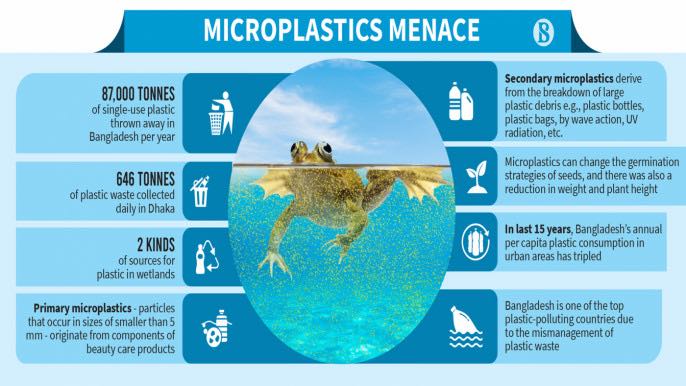 MICROPLASTICS MENACE
87,000 TONNES
of single-use plastic
thrown away in
Bangladesh per year
646 TONNES
of plastic waste collected
daily in Dhaka
2 KINDS
of sources for
plastic in wetlands
Primary microplastics - particles
that occur in sizes of smaller than 5
mm - originate from components of
beauty care products
Secondary microplastics derive
from the breakdown of large
plastic debris e.g., plastic bottles,
plastic bags, by wave action, UV
radiation, etc.
Microplastics can change the germination
strategies of seeds, and there was also a
reduction in weight and plant height
In last 15 years, Bangladesh's annual
per capita plastic consumption in
urban areas has tripled
Bangladesh is one of the top
plastic-polluting countries due
to the mismanagement of
plastic waste